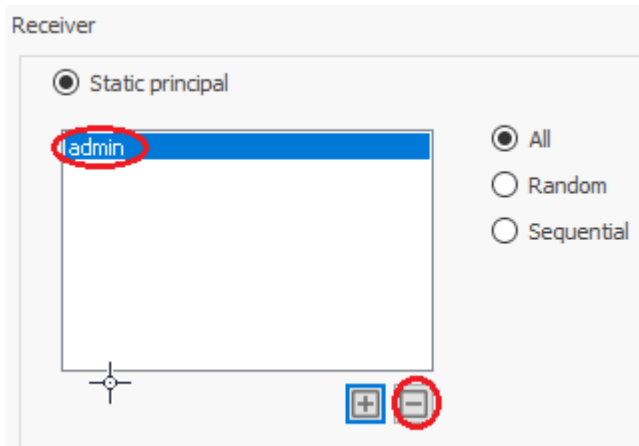 Receiver
Static principal
admin
All
Random
Sequential